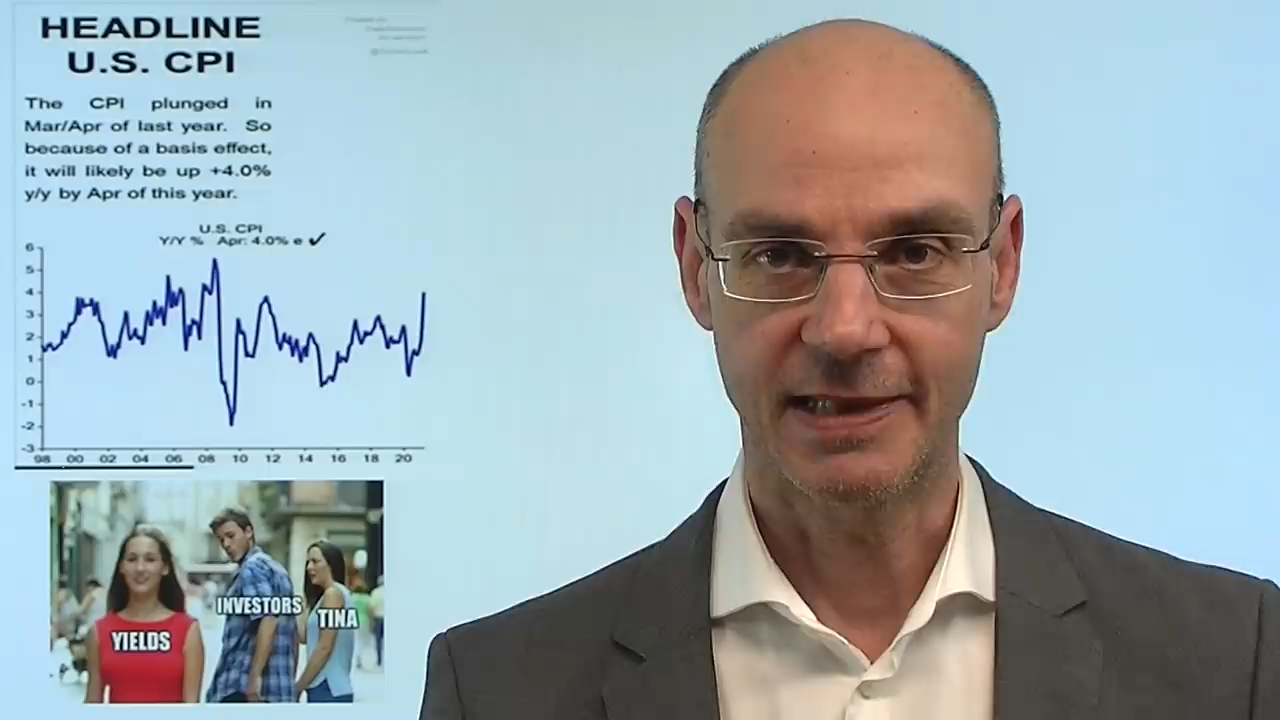 HEADLINE
U.S. CPI
The CPI plunged in
Mar/Apr of last year. So
because of a basis effect,
it will likely be up +4.0%
y/y by Apr of this year.
U.S. CPI
Y/Y % Apr: 4.0% e ✓
6
5
4
3
2
1
0
-1
-2
-3
98 00 02 04 06 08 10 12 14 16 18 20
YIELDS
INVESTORS
TINA